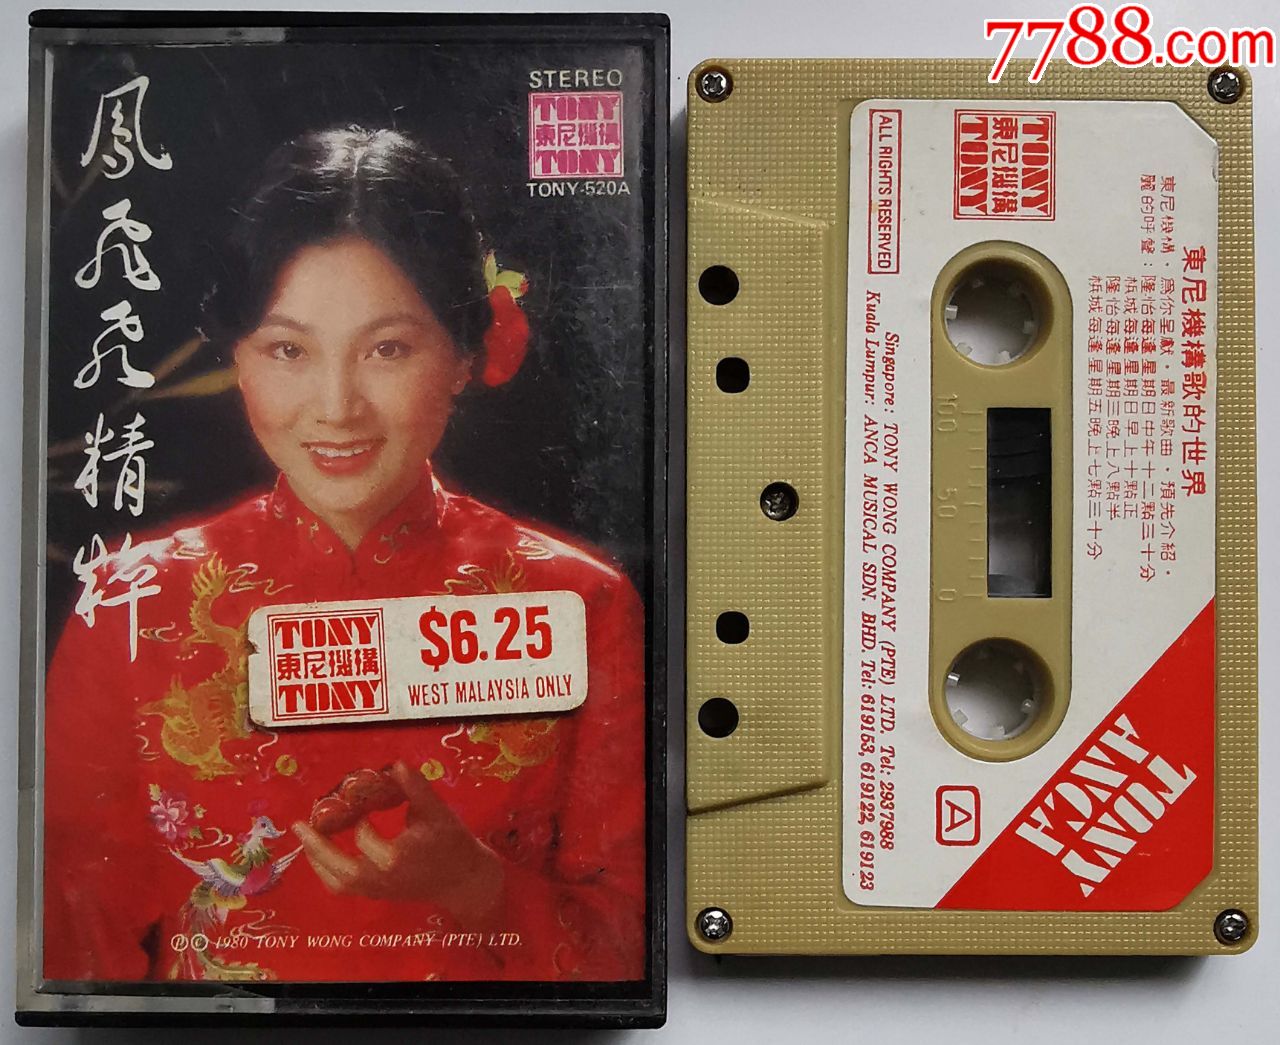 7788.com
鳳飛飛精粹
STEREO
TONY
東尼機構
TONY
TONY-520A
TONY
東尼機構
TONY
$6.25
WEST MALAYSIA ONLY
℗ © 1980 TONY WONG COMPANY (PTE) LTD.
TONY
東尼機構
TONY
ALL RIGHTS RESERVED
東尼機構歌的世界
東尼機構，為你呈獻，最新歌曲，預先介紹。
麗的呼聲：隆怡每逢星期日中午十二點三十分
檳城每逢星期日早上十點正
隆怡每逢星期三晚上八點半
檳城每逢星期五晚上七點三十分
100 50 0
Singapore: TONY WONG COMPANY (PTE) LTD. Tel: 2937988
Kuala Lumpur: ANCA MUSICAL SDN. BHD. Tel: 619153, 619122, 619123
A
TONY
ANCA